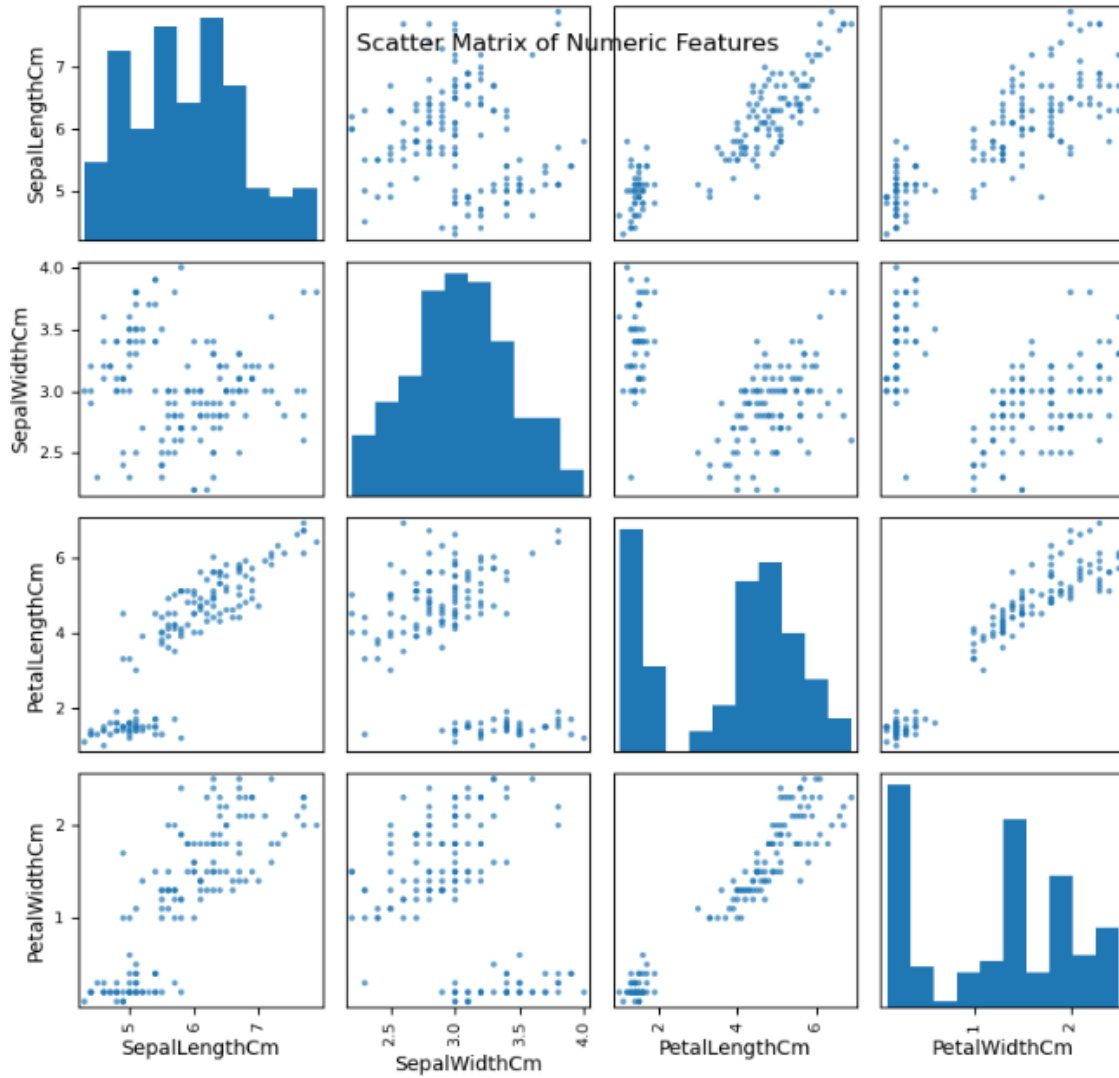 Scatter Matrix of Numeric Features
SepalLengthCm
7
6
5
SepalWidthCm
4.0
3.5
3.0
2.5
PetalLengthCm
6
4
2
PetalWidthCm
2
1
5
6
7
SepalLengthCm
2.5
3.0
3.5
4.0
SepalWidthCm
2
4
6
PetalLengthCm
1
2
PetalWidthCm